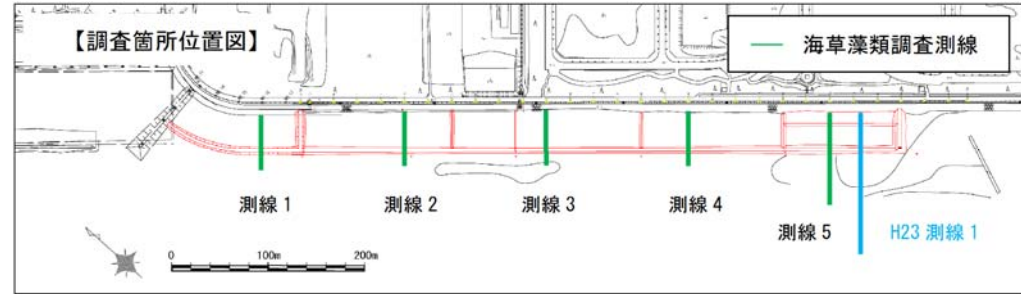 【調査箇所位置図】
海草藻類調査測線
測線 1
測線 2
測線 3
測線 4
測線 5
H23 測線 1
0 100m 200m